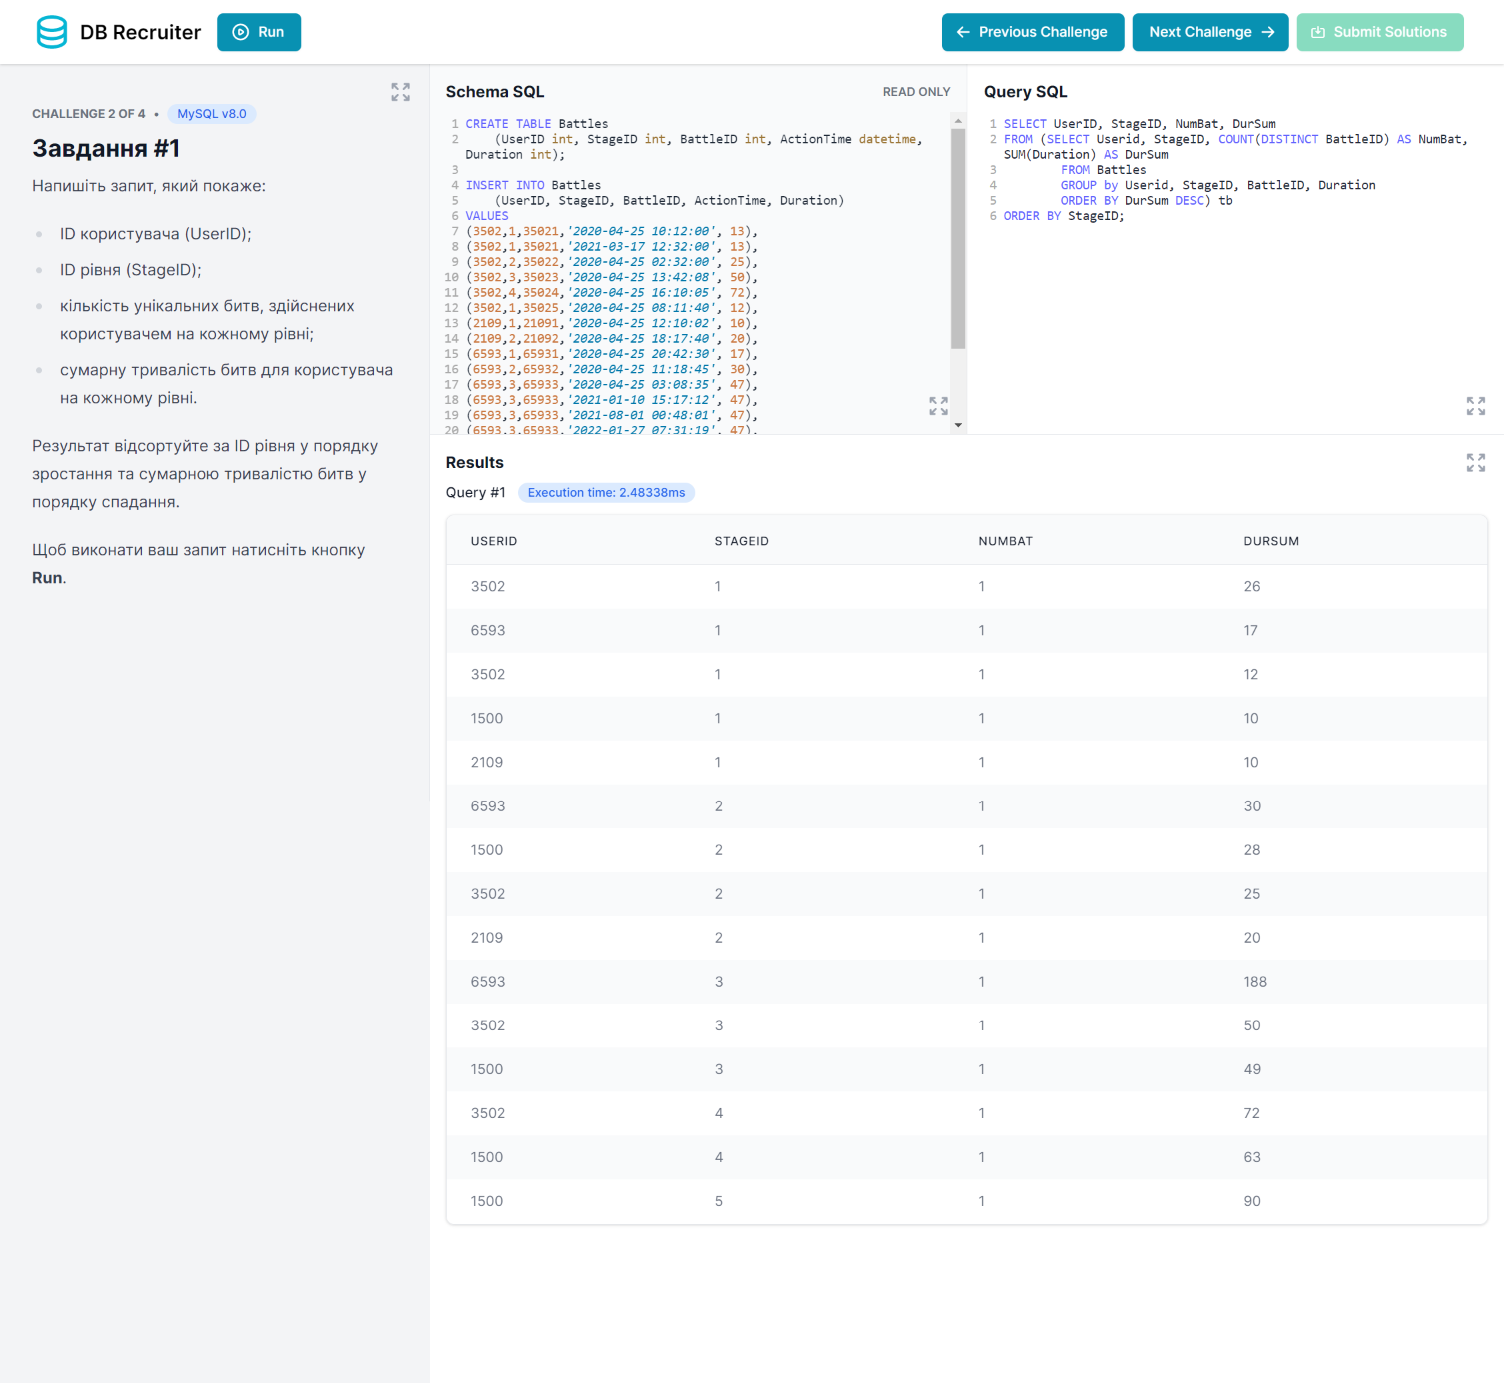 DB Recruiter
Run
Previous Challenge
Next Challenge
Submit Solutions
CHALLENGE 2 OF 4 • MySQL v8.0
Завдання #1
Напишіть запит, який покаже:
ID користувача (UserID);
ID рівня (StageID);
кількість унікальних битв, здійснених
користувачем на кожному рівні;
сумарну тривалість битв для користувача
на кожному рівні.
Результат відсортуйте за ID рівня у порядку
зростання та сумарною тривалістю битв у
порядку спадання.
Щоб виконати ваш запит натисніть кнопку
Run.
Schema SQL
READ ONLY
1 CREATE TABLE Battles
2 (UserID int, StageID int, BattleID int, ActionTime datetime,
Duration int);
3
4 INSERT INTO Battles
5 (UserID, StageID, BattleID, ActionTime, Duration)
6 VALUES
7 (3502,1,35021,'2020-04-25 10:12:00', 13),
8 (3502,1,35021,'2021-03-17 12:32:00', 13),
9 (3502,2,35022,'2020-04-25 02:32:00', 25),
10 (3502,3,35023,'2020-04-25 13:42:08', 50),
11 (3502,4,35024,'2020-04-25 16:10:05', 72),
12 (3502,1,35025,'2020-04-25 08:11:40', 12),
13 (2109,1,21091,'2020-04-25 12:10:02', 10),
14 (2109,2,21092,'2020-04-25 18:17:40', 20),
15 (6593,1,65931,'2020-04-25 20:42:30', 17),
16 (6593,2,65932,'2020-04-25 11:18:45', 30),
17 (6593,3,65933,'2020-04-25 03:08:35', 47),
18 (6593,3,65933,'2021-01-10 15:17:12', 47),
19 (6593,3,65933,'2021-08-01 00:48:01', 47),
20 (6593,3,65933,'2022-01-27 07:31:19', 47),
Query SQL
1 SELECT UserID, StageID, NumBat, DurSum
2 FROM (SELECT Userid, StageID, COUNT(DISTINCT BattleID) AS NumBat,
SUM(Duration) AS DurSum
3 FROM Battles
4 GROUP by Userid, StageID, BattleID, Duration
5 ORDER BY DurSum DESC) tb
6 ORDER BY StageID;
Results
Query #1 Execution time: 2.48338ms
USERID STAGEID NUMBAT DURSUM
3502 1 1 26
6593 1 1 17
3502 1 1 12
1500 1 1 10
2109 1 1 10
6593 2 1 30
1500 2 1 28
3502 2 1 25
2109 2 1 20
6593 3 1 188
3502 3 1 50
1500 3 1 49
3502 4 1 72
1500 4 1 63
1500 5 1 90